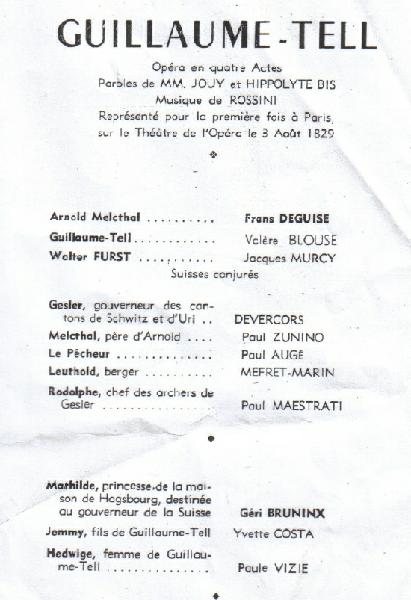 GUILLAUME-TELL
Opéra en quatre Actes
Paroles de MM. JOUY et HIPPOLYTE BIS
Musique de ROSSINI
Représenté pour la première fois à Paris,
sur le Théâtre de l'Opéra le 3 Août 1829
Arnold Melcthal .......... Frans DEGUISE
Guillaume-Tell............ Valère BLOUSE
Walter FURST ........... Jacques MURCY
Suisses conjurés
Gesler, gouverneur des can-
tons de Schwitz et d'Uri .. DEVERCORS
Melcthal, père d'Arnold .... Paul ZUNINO
Le Pêcheur .............. Paul AUGÉ
Leuthold, berger .......... MEFRET-MARIN
Rodolphe, chef des archers de
Gesler ................ Paul MAESTRATI
Mathilde, princesse de la mai-
son de Hagsbourg, destinée
au gouverneur de la Suisse Géri BRUNINX
Jemmy, fils de Guillaume-Tell Yvette COSTA
Hedwige, femme de Guillau-
me-Tell ............... Paule VIZIE